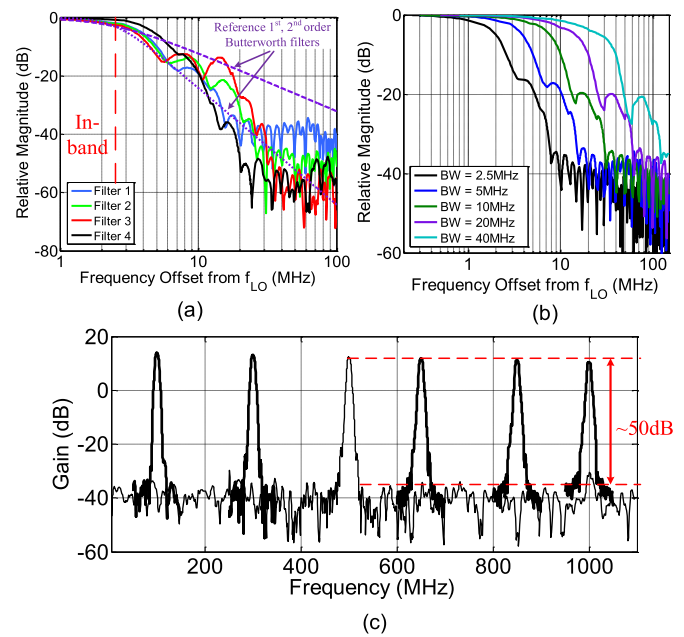 0
-20
-40
-60
-80
Relative Magnitude (dB)
Reference 1st, 2nd order
Butterworth filters
In-
band
Filter 1
Filter 2
Filter 3
Filter 4
1
10
100
Frequency Offset from fLO (MHz)
(a)
0
-20
-40
-60
Relative Magnitude (dB)
BW = 2.5MHz
BW = 5MHz
BW = 10MHz
BW = 20MHz
BW = 40MHz
1
10
100
Frequency Offset from fLO (MHz)
(b)
20
0
-20
-40
-60
Gain (dB)
~50dB
200
400
600
800
1000
Frequency (MHz)
(c)